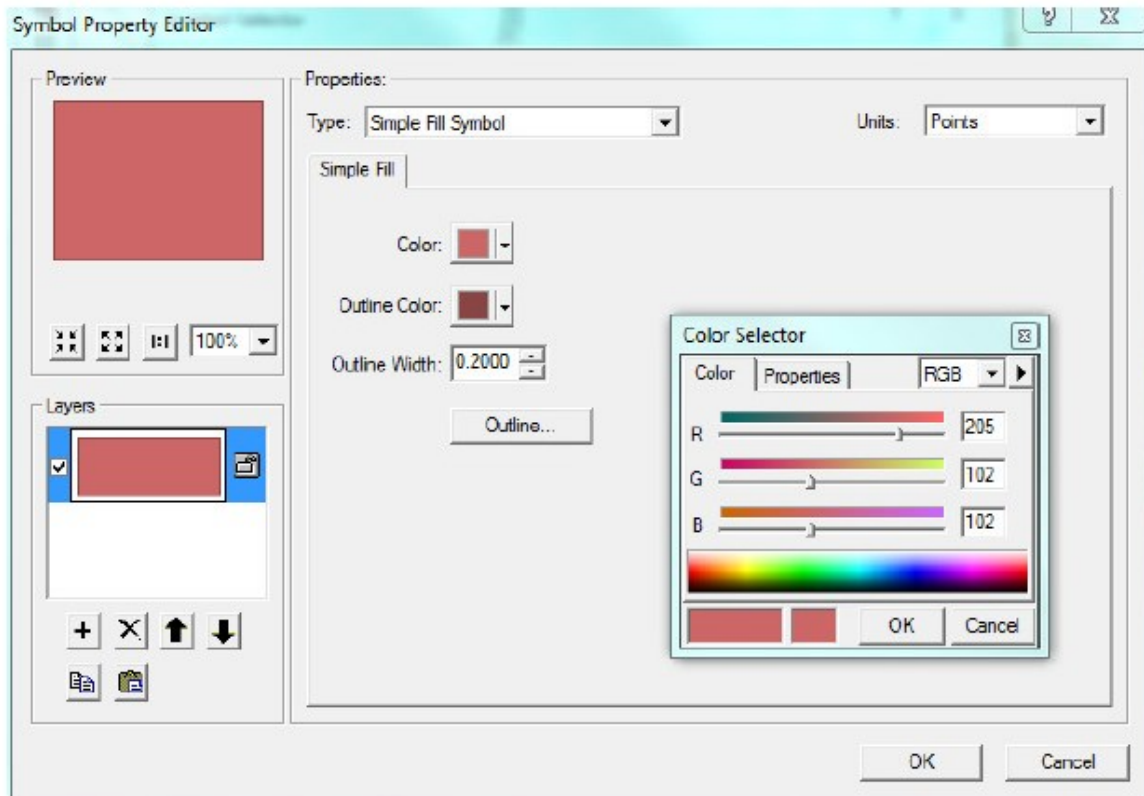 Symbol Property Editor
Preview
100%
Layers
Properties:
Type: Simple Fill Symbol
Units: Points
Simple Fill
Color:
Outline Color:
Outline Width: 0.2000
Outline...
Color Selector
Color Properties RGB
R 205
G 102
B 102
OK Cancel
OK Cancel